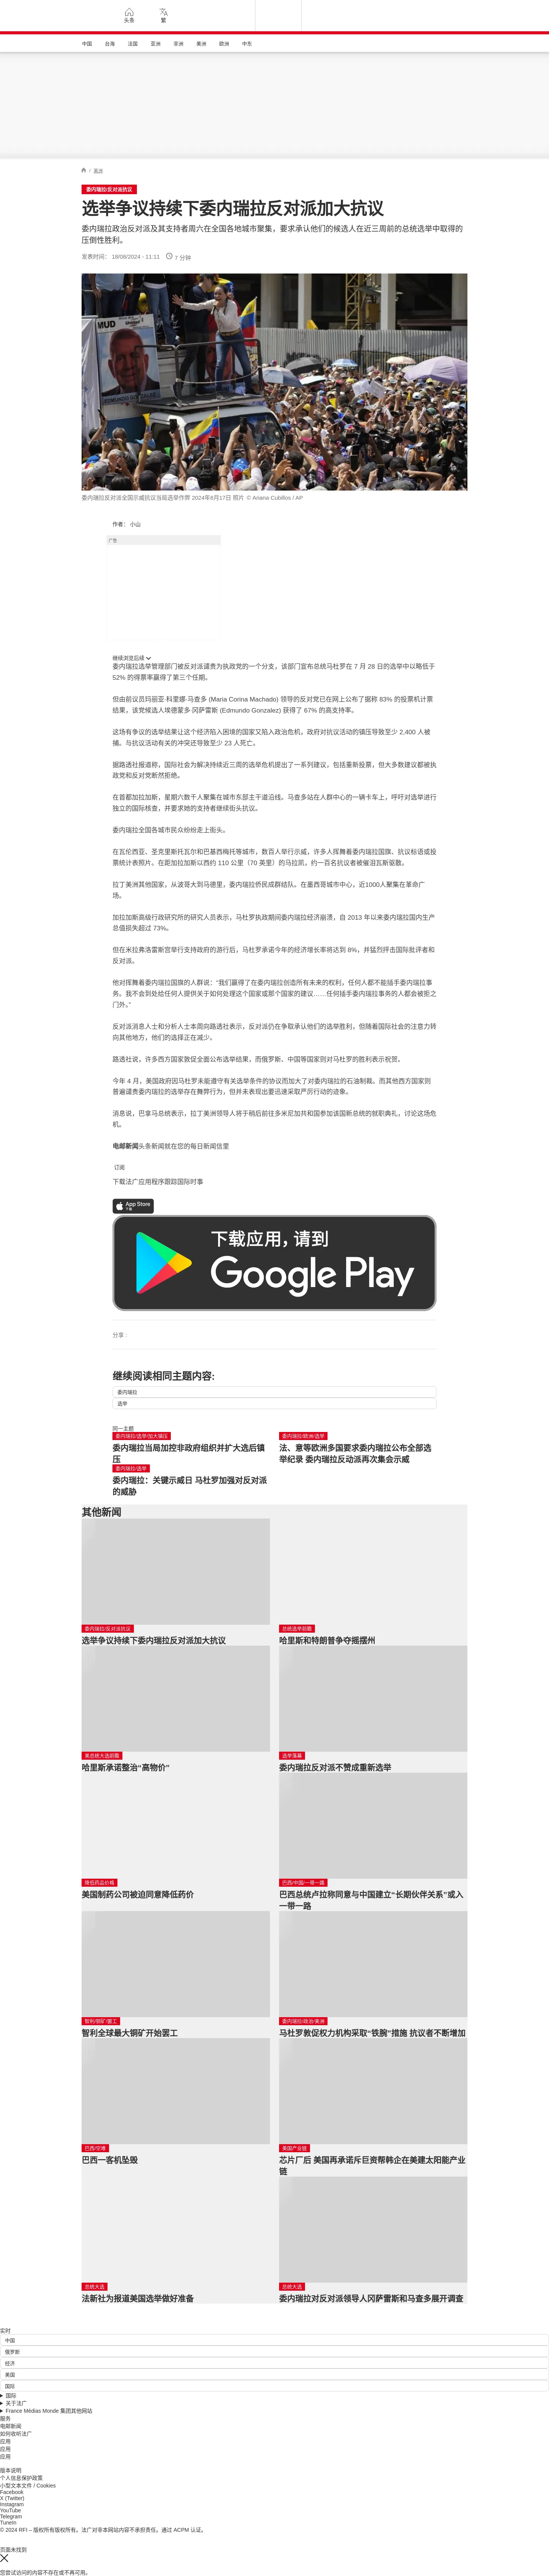 头条
繁
中国 台海 法国 亚洲 非洲 美洲 欧洲 中东
/ 美洲
委内瑞拉/反对派抗议
选举争议持续下委内瑞拉反对派加大抗议
委内瑞拉政治反对派及其支持者周六在全国各地城市聚集，要求承认他们的候选人在近三周前的总统选举中取得的
压倒性胜利。
发表时间： 18/08/2024 - 11:11 7 分钟
MUD
委内瑞拉反对派全国示威抗议当局选举作弊 2024年8月17日 照片 © Ariana Cubillos / AP
作者： 小山
广告
继续浏览后续
委内瑞拉选举管理部门被反对派谴责为执政党的一个分支，该部门宣布总统马杜罗在 7 月 28 日的选举中以略低于
52% 的得票率赢得了第三个任期。
但由前议员玛丽亚·科里娜·马查多 (Maria Corina Machado) 领导的反对党已在网上公布了据称 83% 的投票机计票
结果，该党候选人埃德蒙多·冈萨雷斯 (Edmundo Gonzalez) 获得了 67% 的高支持率。
这场有争议的选举结果让这个经济陷入困境的国家又陷入政治危机，政府对抗议活动的镇压导致至少 2,400 人被
捕。与抗议活动有关的冲突还导致至少 23 人死亡。
据路透社报道称，国际社会为解决持续近三周的选举危机提出了一系列建议，包括重新投票，但大多数建议都被执
政党和反对党断然拒绝。
在首都加拉加斯，星期六数千人聚集在城市东部主干道沿线。马查多站在人群中心的一辆卡车上，呼吁对选举进行
独立的国际核查，并要求她的支持者继续街头抗议。
委内瑞拉全国各城市民众纷纷走上街头。
在瓦伦西亚、圣克里斯托瓦尔和巴基西梅托等城市，数百人举行示威，许多人挥舞着委内瑞拉国旗、抗议标语或投
票统计表照片。在距加拉加斯以西约 110 公里（70 英里）的马拉凯，约一百名抗议者被催泪瓦斯驱散。
拉丁美洲其他国家，从波哥大到马德里，委内瑞拉侨民成群结队。在墨西哥城市中心，近1000人聚集在革命广
场。
加拉加斯高级行政研究所的研究人员表示，马杜罗执政期间委内瑞拉经济崩溃，自 2013 年以来委内瑞拉国内生产
总值损失超过 73%。
但在米拉弗洛雷斯宫举行支持政府的游行后，马杜罗承诺今年的经济增长率将达到 8%，并猛烈抨击国际批评者和
反对派。
他对挥舞着委内瑞拉国旗的人群说：“我们赢得了在委内瑞拉创造所有未来的权利，任何人都不能插手委内瑞拉事
务。我不会到处给任何人提供关于如何处理这个国家或那个国家的建议……任何插手委内瑞拉事务的人都会被拒之
门外。”
反对派消息人士和分析人士本周向路透社表示，反对派仍在争取承认他们的选举胜利，但随着国际社会的注意力转
向其他地方，他们的选择正在减少。
路透社说，许多西方国家敦促全面公布选举结果，而俄罗斯、中国等国家则对马杜罗的胜利表示祝贺。
今年 4 月，美国政府因马杜罗未能遵守有关选举条件的协议而加大了对委内瑞拉的石油制裁。而其他西方国家则
普遍谴责委内瑞拉的选举存在舞弊行为，但并未表现出要迅速采取严厉行动的迹象。
消息说，巴拿马总统表示，拉丁美洲领导人将于稍后前往多米尼加共和国参加该国新总统的就职典礼，讨论这场危
机。
电邮新闻头条新闻就在您的每日新闻信里
订阅
下载法广应用程序跟踪国际时事
App Store
下载
下载应用，请到
Google Play
分享 :
继续阅读相同主题内容:
委内瑞拉
选举
同一主题
委内瑞拉/选举/加大镇压
委内瑞拉当局加控非政府组织并扩大选后镇
压
委内瑞拉/欧洲/选举
法、意等欧洲多国要求委内瑞拉公布全部选
举纪录 委内瑞拉反动派再次集会示威
委内瑞拉/选举
委内瑞拉：关键示威日 马杜罗加强对反对派
的威胁
其他新闻
委内瑞拉/反对派抗议
选举争议持续下委内瑞拉反对派加大抗议
总统选举前瞻
哈里斯和特朗普争夺摇摆州
美总统大选前瞻
哈里斯承诺整治“高物价”
选举落幕
委内瑞拉反对派不赞成重新选举
降低药品价格
美国制药公司被迫同意降低药价
巴西/中国/一带一路
巴西总统卢拉称同意与中国建立“长期伙伴关系”或入
一带一路
智利/铜矿/罢工
智利全球最大铜矿开始罢工
委内瑞拉/政治/美洲
马杜罗敦促权力机构采取“铁腕”措施 抗议者不断增加
巴西/空难
巴西一客机坠毁
美国产业链
芯片厂后 美国再承诺斥巨资帮韩企在美建太阳能产业
链
总统大选
法新社为报道美国选举做好准备
总统大选
委内瑞拉对反对派领导人冈萨雷斯和马查多展开调查
实时
中国
俄罗斯
经济
美国
国际
国际
关于法广
France Médias Monde 集团其他网站
服务
电邮新闻
如何收听法广
应用
应用
应用
版本说明
个人信息保护政策
小型文本文件 / Cookies
Facebook
X (Twitter)
Instagram
YouTube
Telegram
TuneIn
© 2024 RFI – 版权所有版权所有。法广对非本网站内容不承担责任。通过 ACPM 认证。
页面未找到
您尝试访问的内容不存在或不再可用。